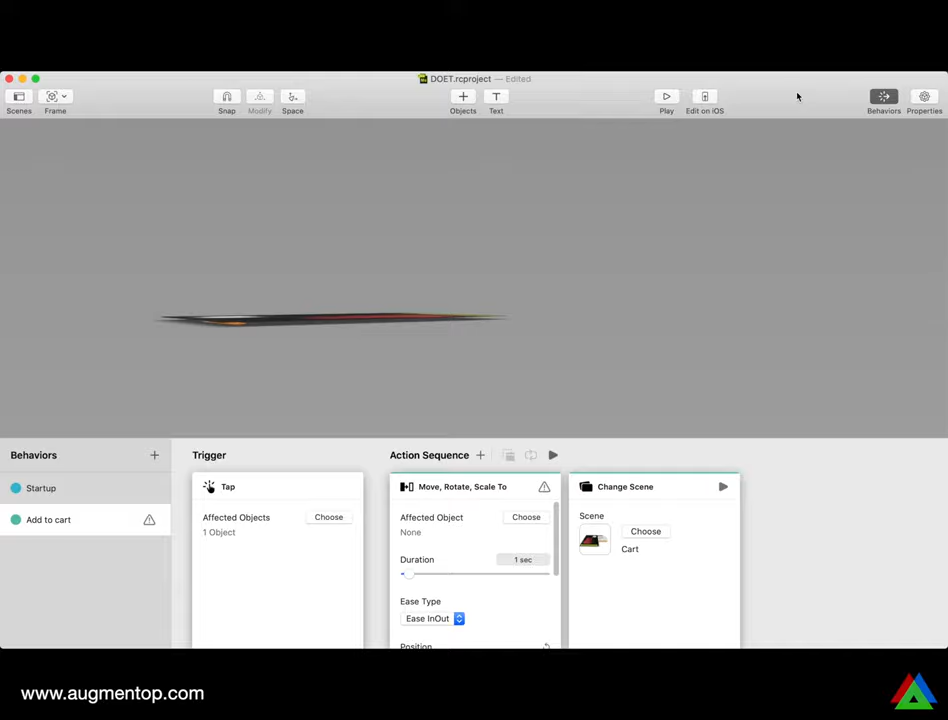 DOET.rcproject — Edited
Scenes Frame Snap Modify Space Objects Text Play Edit on iOS Behaviors Properties
Behaviors
Startup
Add to cart
Trigger
Tap
Affected Objects Choose
1 Object
Action Sequence
Move, Rotate, Scale To
Affected Object Choose
None
Duration 1 sec
Ease Type
Ease InOut
Position
Change Scene
Scene
Choose
Cart
www.augmentop.com